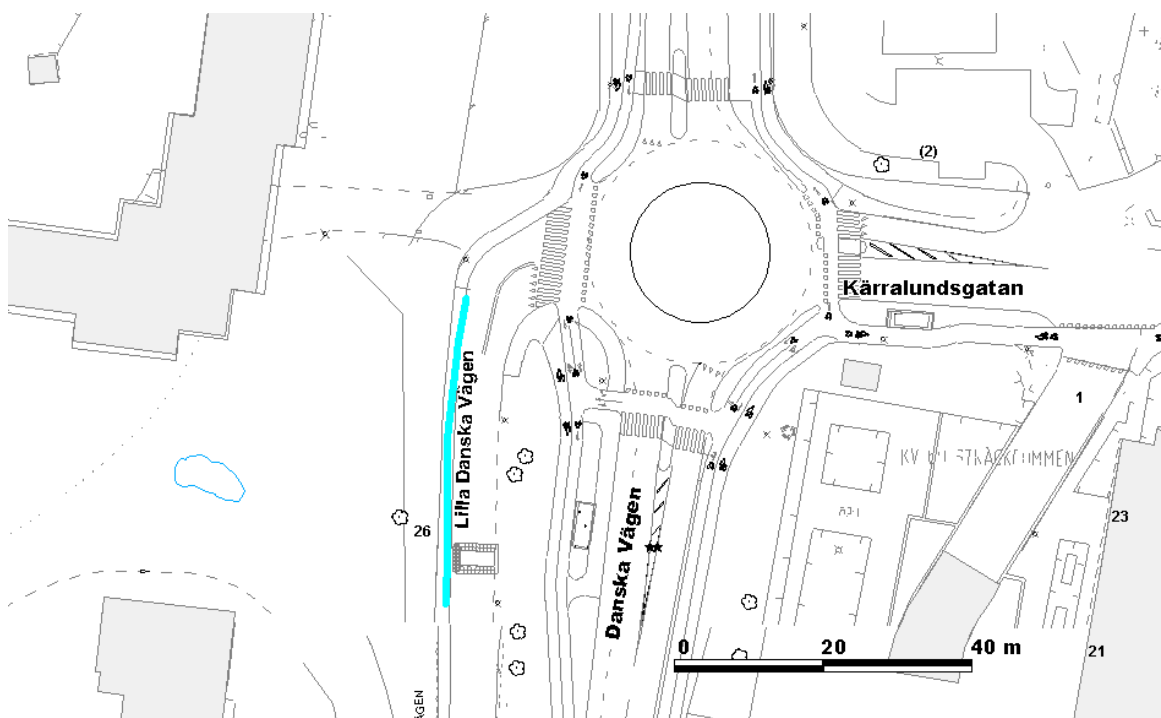 (2)
Kärralundsgatan
Lilla Danska Vägen
1
26
23
Danska Vägen
21
0 20 40 m